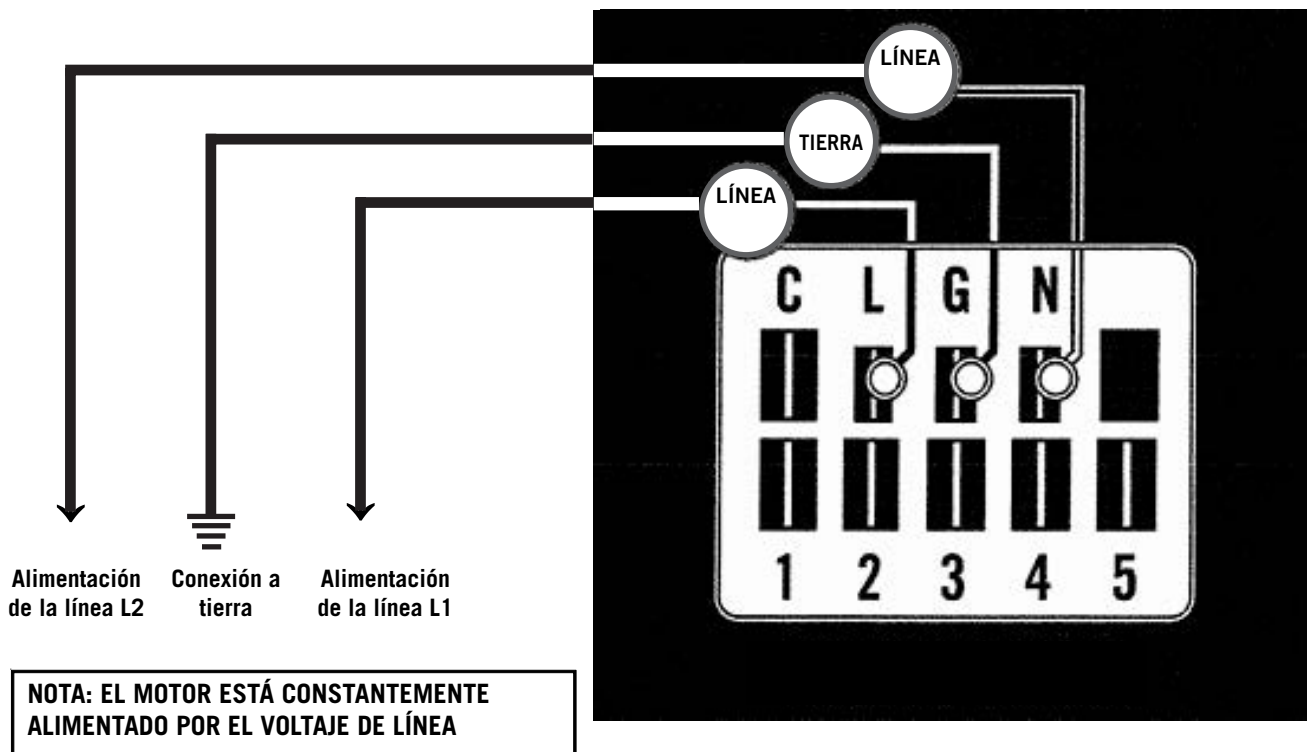 LÍNEA
TIERRA
LÍNEA
C L G N
1 2 3 4 5
Alimentación
de la línea L2
Conexión a
tierra
Alimentación
de la línea L1
NOTA: EL MOTOR ESTÁ CONSTANTEMENTE
ALIMENTADO POR EL VOLTAJE DE LÍNEA